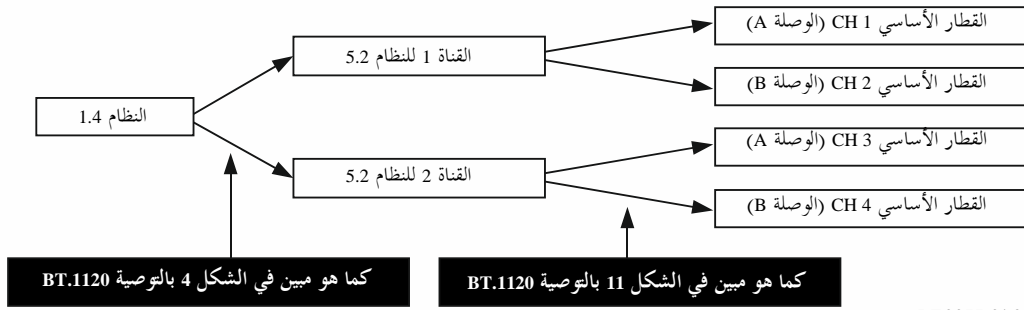 القطار الأساسي CH 1 (الوصلة A)
القناة 1 للنظام 5.2
القطار الأساسي CH 2 (الوصلة B)
النظام 1.4
القطار الأساسي CH 3 (الوصلة A)
القناة 2 للنظام 5.2
القطار الأساسي CH 4 (الوصلة B)
كما هو مبين في الشكل 11 بالتوصية BT.1120
كما هو مبين في الشكل 4 بالتوصية BT.1120